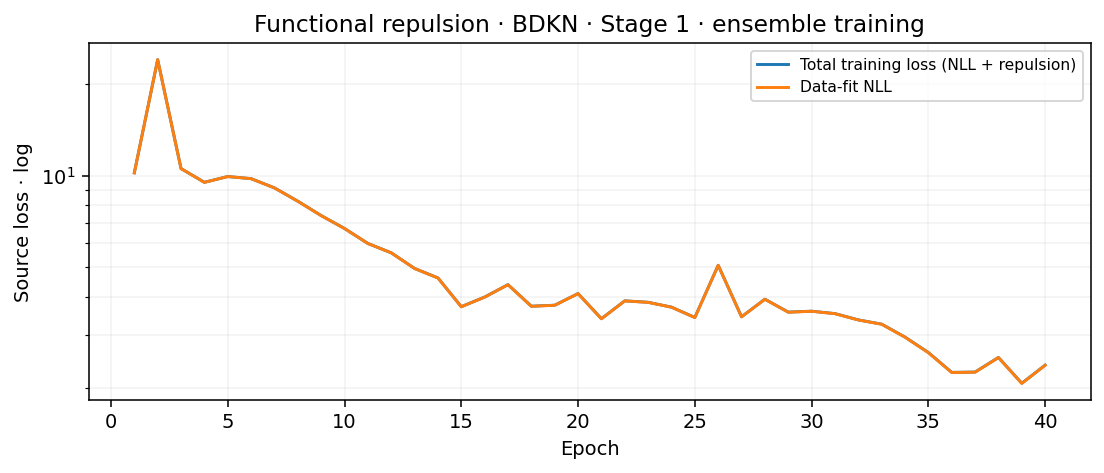 Functional repulsion · BDKN · Stage 1 · ensemble training
Total training loss (NLL + repulsion)
Data-fit NLL
Source loss · log
10¹
0 5 10 15 20 25 30 35 40
Epoch